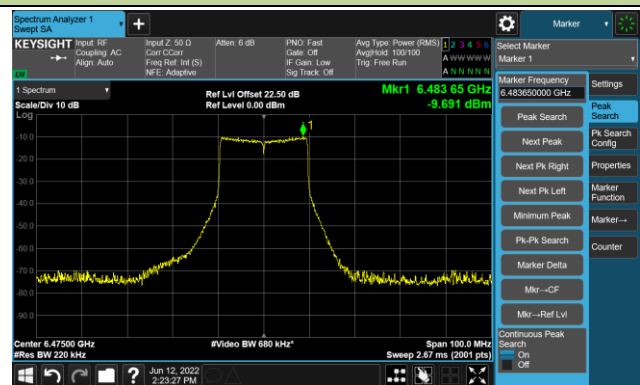 Spectrum Analyzer 1
Swept SA
Marker
KEYSIGHT
Input: RF
Coupling: AC
Align: Auto
Input Z: 50 Ω
Corr CCorr
Freq Ref: Int (S)
NFE: Adaptive
Atten: 6 dB
PNO: Fast
Gate: Off
IF Gain: Low
Sig Track: Off
Avg Type: Power (RMS)
Avg|Hold: 100/100
Trig: Free Run
1 2 3 4 5 6
A W W W W W
A N N N N N
LXI
Select Marker
Marker 1
1 Spectrum
Scale/Div 10 dB
Log
Ref Lvl Offset 22.50 dB
Ref Level 0.00 dBm
Mkr1 6.483 65 GHz
-9.691 dBm
1
-10.0
-20.0
-30.0
-40.0
-50.0
-60.0
-70.0
-80.0
-90.0
Center 6.47500 GHz
#Res BW 220 kHz
#Video BW 680 kHz*
Span 100.0 MHz
Sweep 2.67 ms (2001 pts)
Marker Frequency
6.483650000 GHz
Peak Search
Next Peak
Next Pk Right
Next Pk Left
Minimum Peak
Pk-Pk Search
Marker Delta
Mkr→CF
Mkr→Ref Lvl
Continuous Peak
Search
On
Off
Settings
Peak
Search
Pk Search
Config
Properties
Marker
Function
Marker→
Counter
Jun 12, 2022
2:23:27 PM